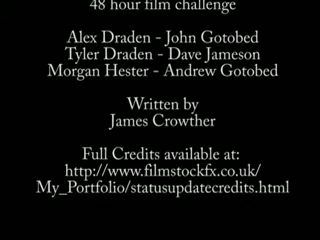 48 hour film challenge
Alex Draden - John Gotobed
Tyler Draden - Dave Jameson
Morgan Hester - Andrew Gotobed
Written by
James Crowther
Full Credits available at:
http://www.filmstockfx.co.uk/
My_Portfolio/statusupdatecredits.html